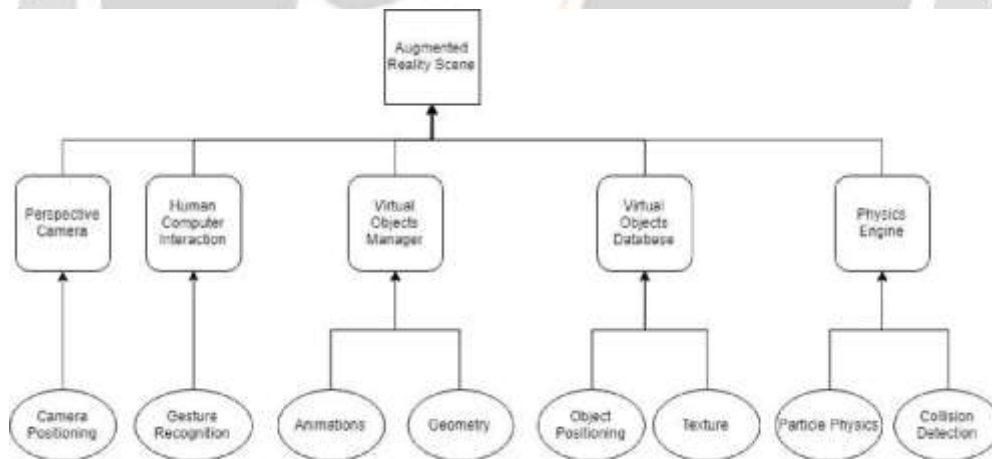 Augmented
Reality Scene
Perspective
Camera
Human
Computer
Interaction
Virtual
Objects
Manager
Virtual
Objects
Database
Physics
Engine
Camera
Positioning
Gesture
Recognition
Animations
Geometry
Object
Positioning
Texture
Particle Physics
Collision
Detection